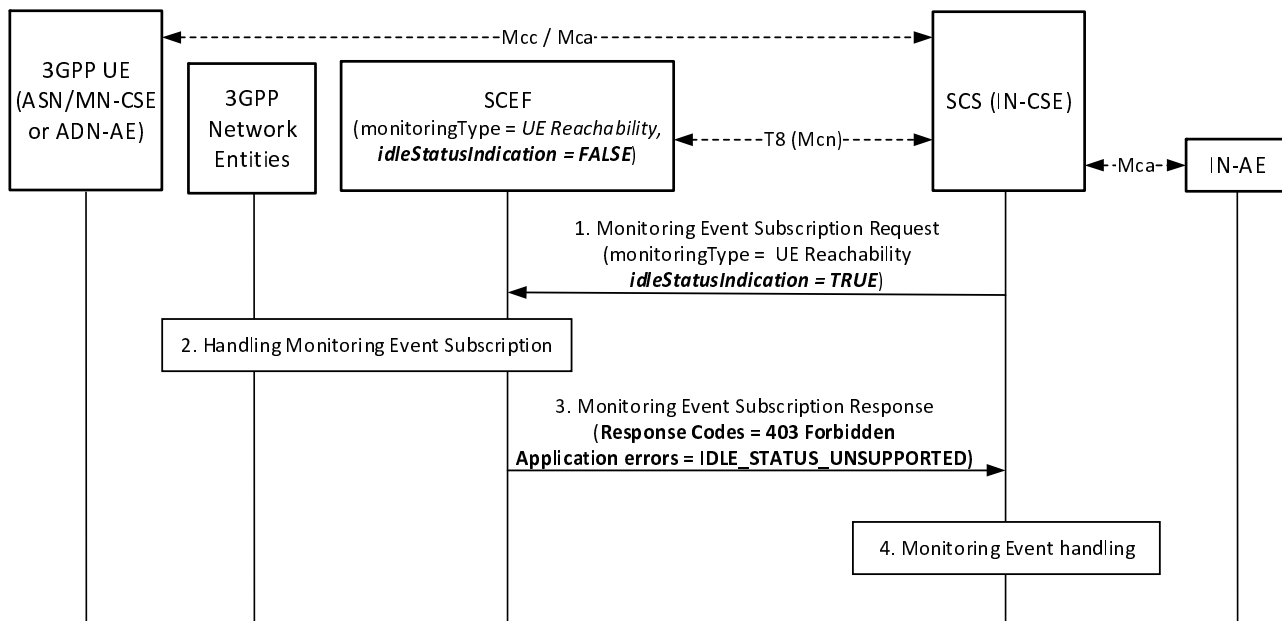 Mcc / Mca
3GPP UE
(ASN/MN-CSE
or ADN-AE)
3GPP
Network
Entities
SCEF
(monitoringType = UE Reachability,
idleStatusIndication = FALSE)
T8 (Mcn)
SCS (IN-CSE)
Mca
IN-AE
1. Monitoring Event Subscription Request
(monitoringType = UE Reachability
idleStatusIndication = TRUE)
2. Handling Monitoring Event Subscription
3. Monitoring Event Subscription Response
(Response Codes = 403 Forbidden
Application errors = IDLE_STATUS_UNSUPPORTED)
4. Monitoring Event handling